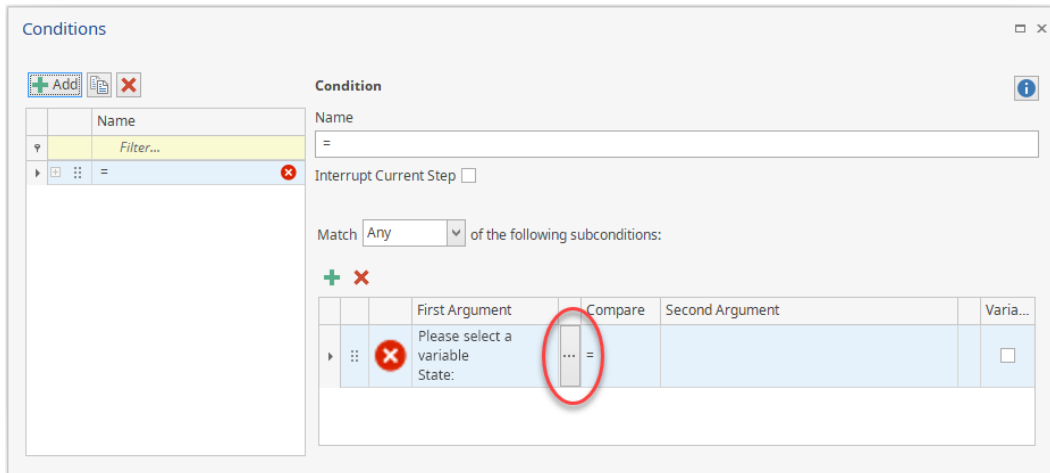 Conditions
Add
Name
Filter...
=
Condition
Name
=
Interrupt Current Step
Match Any of the following subconditions:
First Argument Compare Second Argument Varia...
Please select a
variable ... =
State: